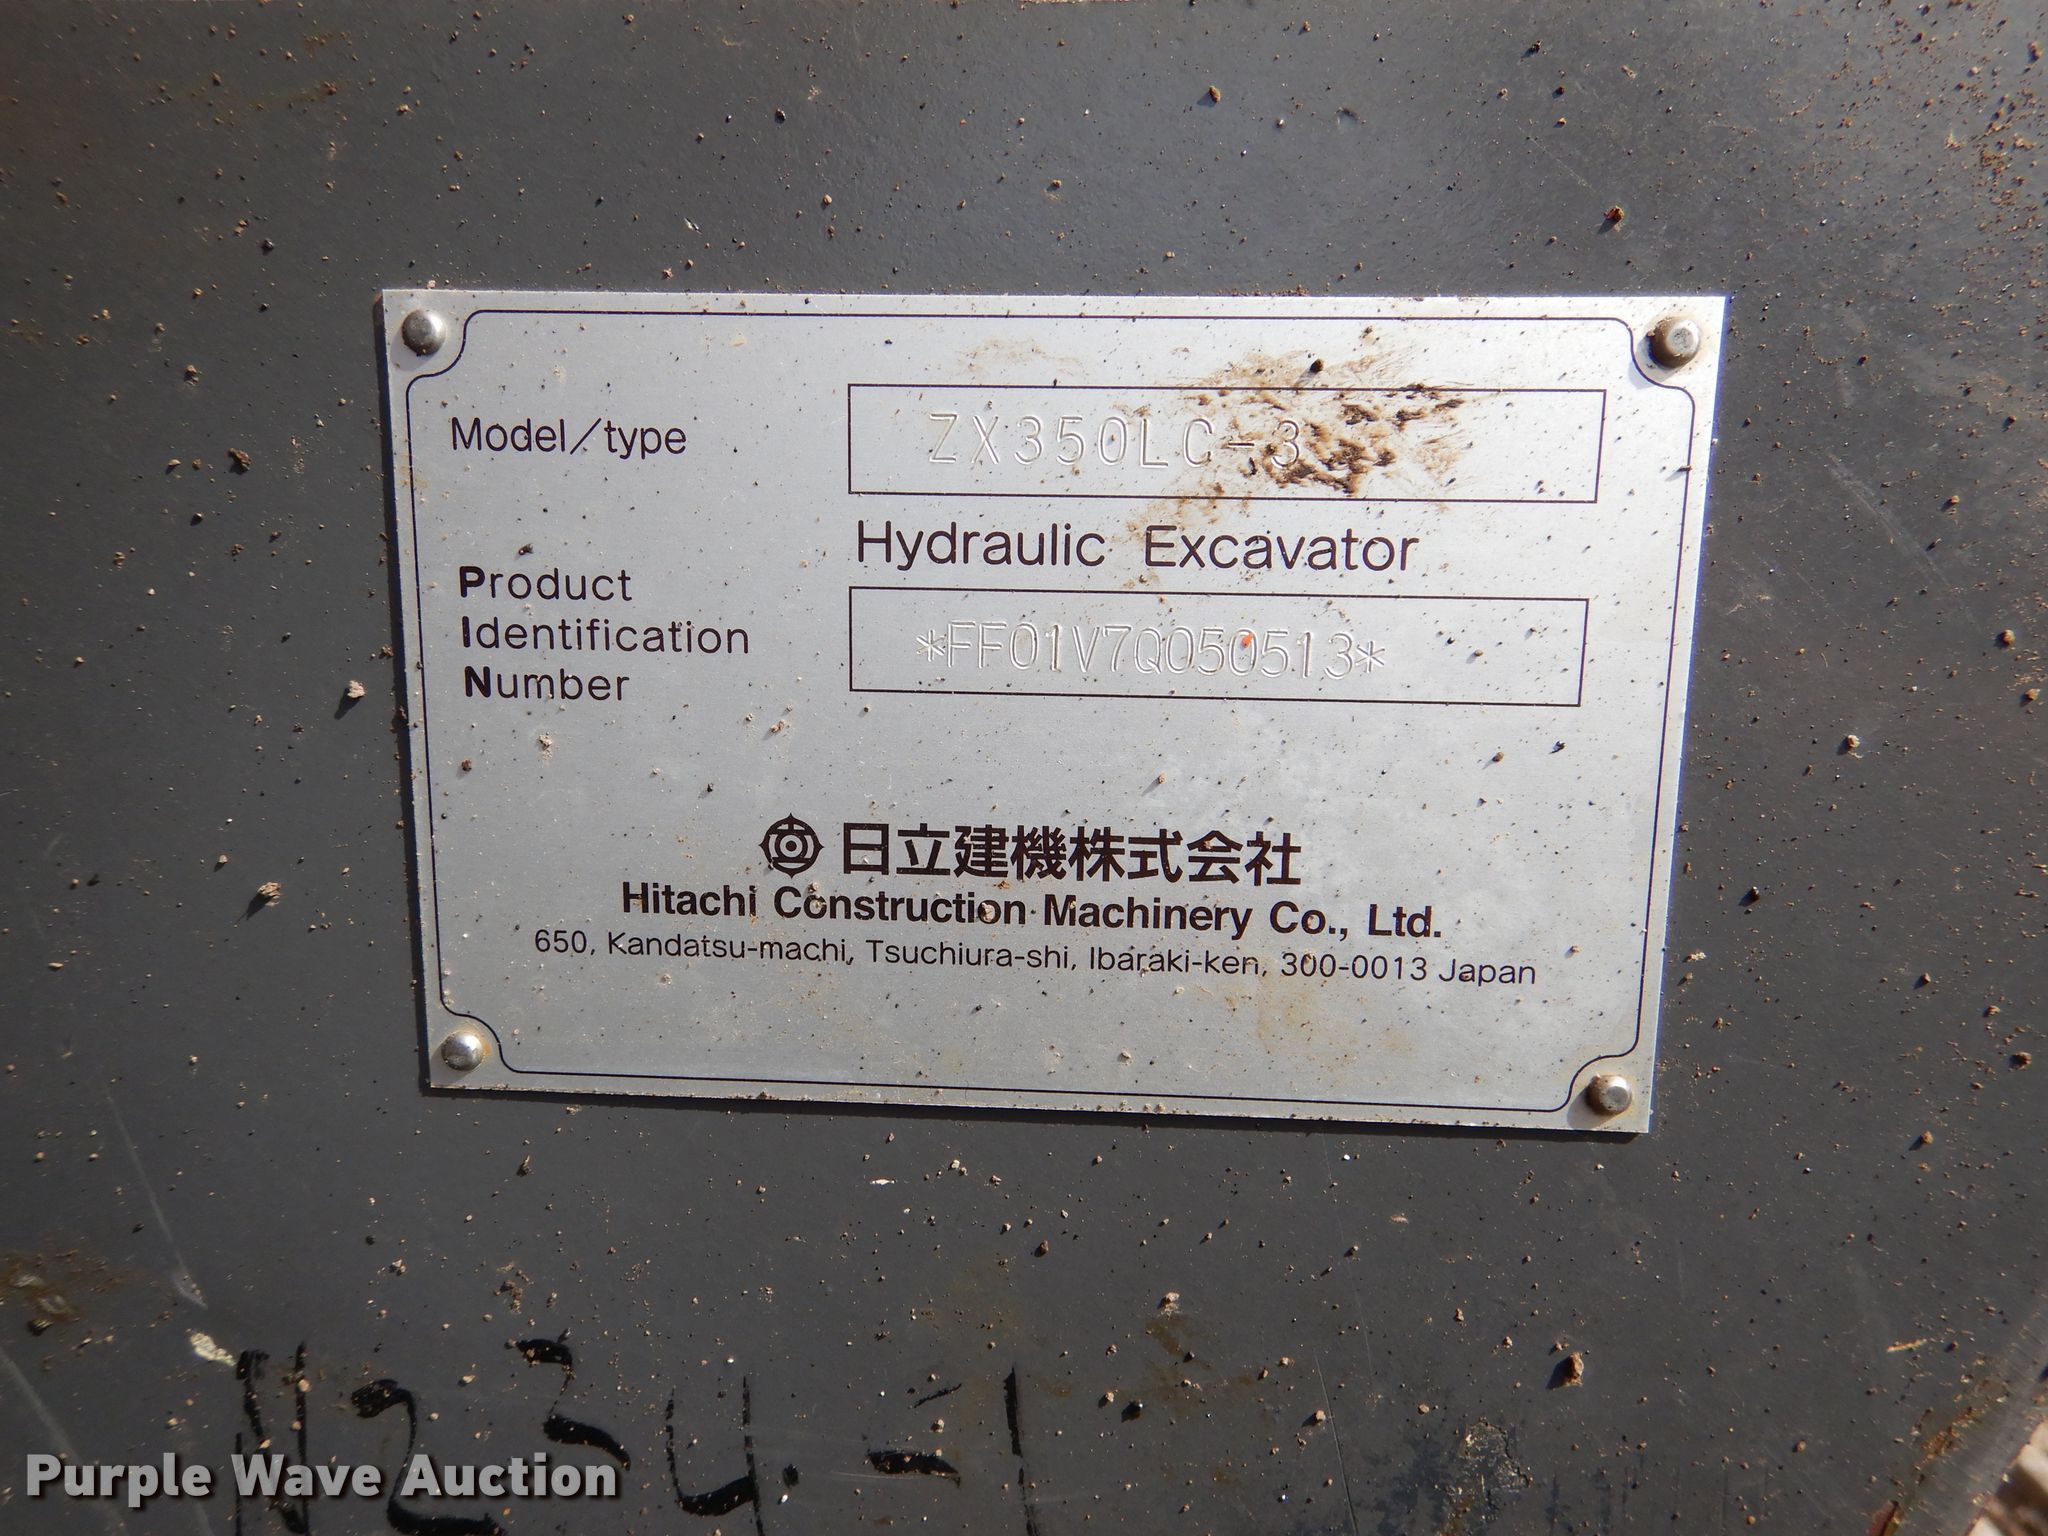 Model/type
ZX350LC-3
Hydraulic Excavator
Product
Identification
Number
*FF01V7Q050513*
日立建機株式会社
Hitachi Construction Machinery Co., Ltd.
650, Kandatsu-machi, Tsuchiura-shi, Ibaraki-ken, 300-0013 Japan
Purple Wave Auction